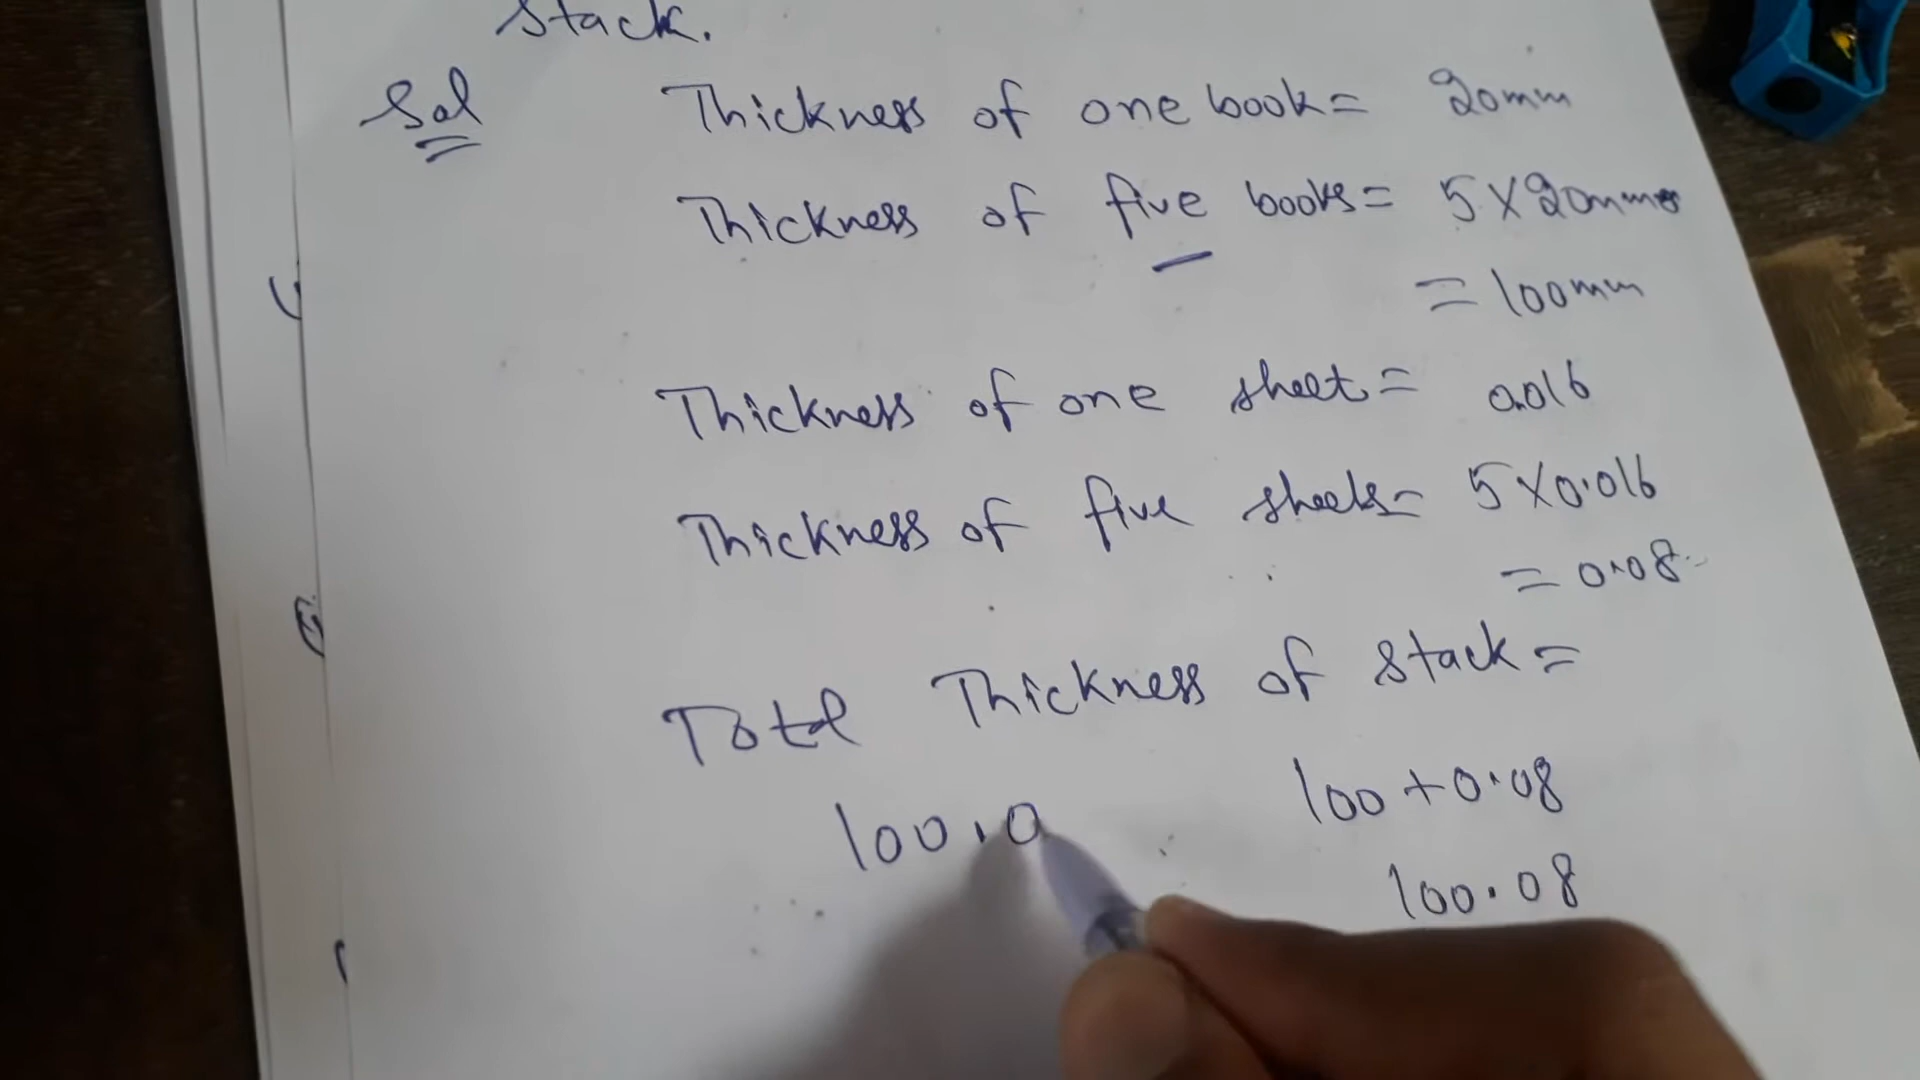 Stack.
Sol Thickness of one book = 20mm
Thickness of five books = 5 X 20mm
= 100mm
Thickness of one sheet = 0.016
Thickness of five sheets = 5 X 0.016
= 0.08
Total Thickness of stack =
100 + 0.08
100.0
100.08